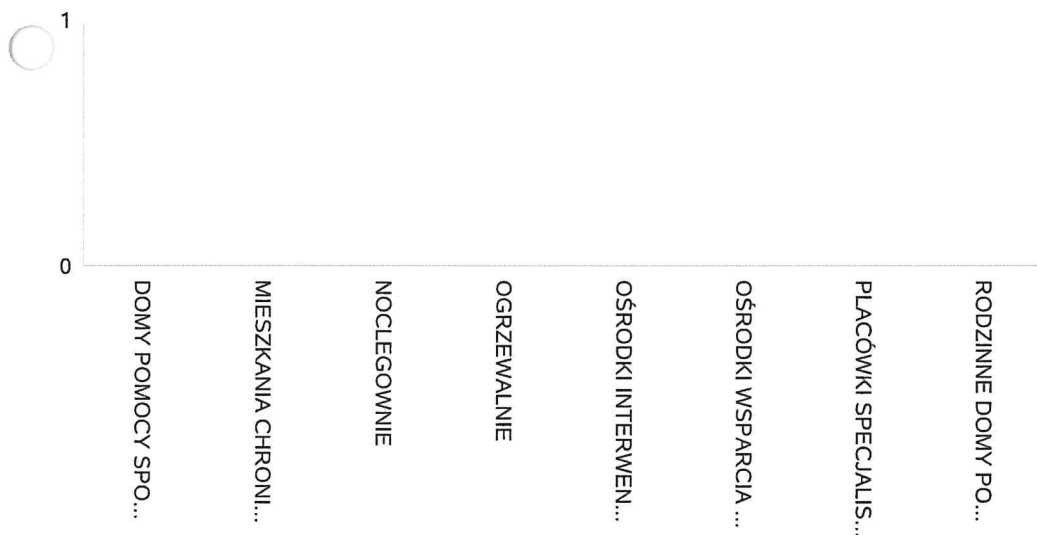 1
0
DOMY POMOCY SPO...
MIESZKANIA CHRONI...
NOCLEGOWNIE
OGRZEWALNIE
OŚRODKI INTERWEN...
OŚRODKI WSPARCIA ...
PLACÓWKI SPECJALIS...
RODZINNE DOMY PO...